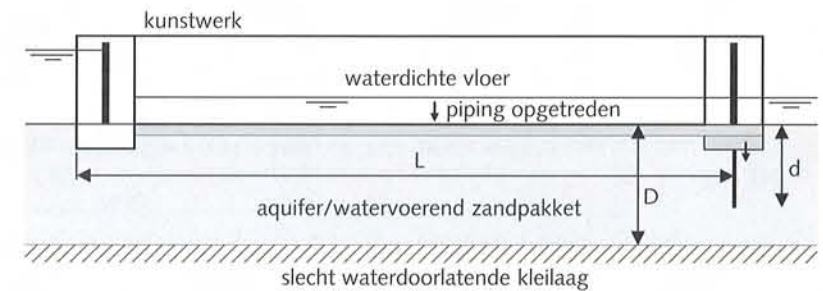 kunstwerk
waterdichte vloer
piping opgetreden
L
D
d
aquifer/watervoerend zandpakket
slecht waterdoorlatende kleilaag